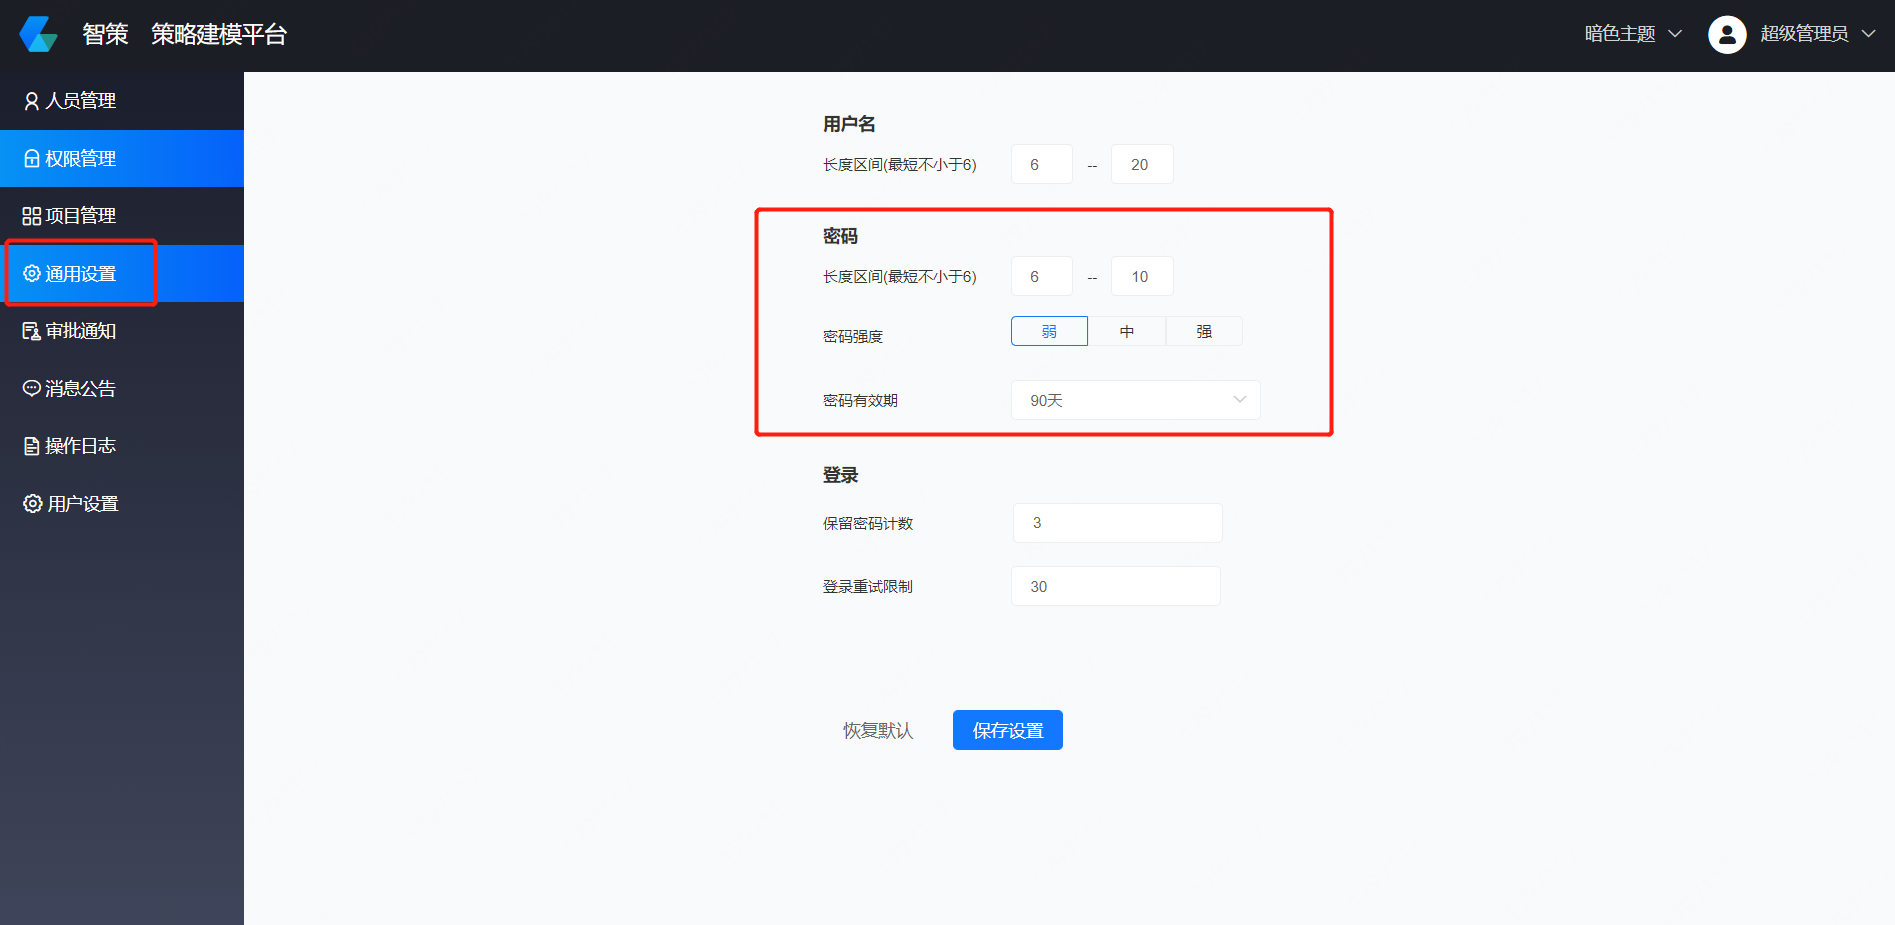 智策 策略建模平台
暗色主题
超级管理员
人员管理
权限管理
项目管理
通用设置
审批通知
消息公告
操作日志
用户设置
用户名
长度区间(最短不小于6) 6 -- 20
密码
长度区间(最短不小于6) 6 -- 10
密码强度 弱 中 强
密码有效期 90天
登录
保留密码计数 3
登录重试限制 30
恢复默认 保存设置